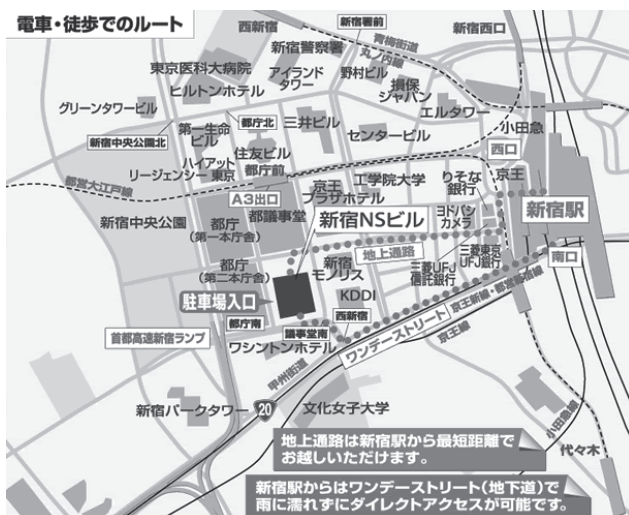 電車・徒歩でのルート
新宿署前
西新宿
青梅街道
丸ノ内線
新宿西口
新宿警察署
東京医科大病院
アイランド
タワー
野村ビル
損保
ジャパン
ヒルトンホテル
グリーンタワービル
エルタワー
小田急
都庁北
三井ビル
新宿中央公園北
第一生命
ビル
センタービル
住友ビル
西口
ハイアット
リージェンシー 東京
都庁前
工学院大学
りそな
銀行
京王
都営大江戸線
A3出口
京王
プラザホテル
新宿中央公園
都庁
(第一本庁舎)
都議事堂
ヨドバシ
カメラ
新宿駅
新宿NSビル
地上通路
三菱東京
UFJ銀行
南口
都庁
(第二本庁舎)
新宿
モノリス
三菱UFJ
信託銀行
駐車場入口
KDDI
京王新線・都営新宿線
都庁南
西新宿
ワンデーストリート
京王線
首都高速新宿ランプ
議事堂南
ワシントンホテル
甲州街道
新宿パークタワー
20
文化女子大学
小田急線
代々木
地上通路は新宿駅から最短距離で
お越しいただけます。
新宿駅からはワンデーストリート(地下道)で
雨に濡れずにダイレクトアクセスが可能です。